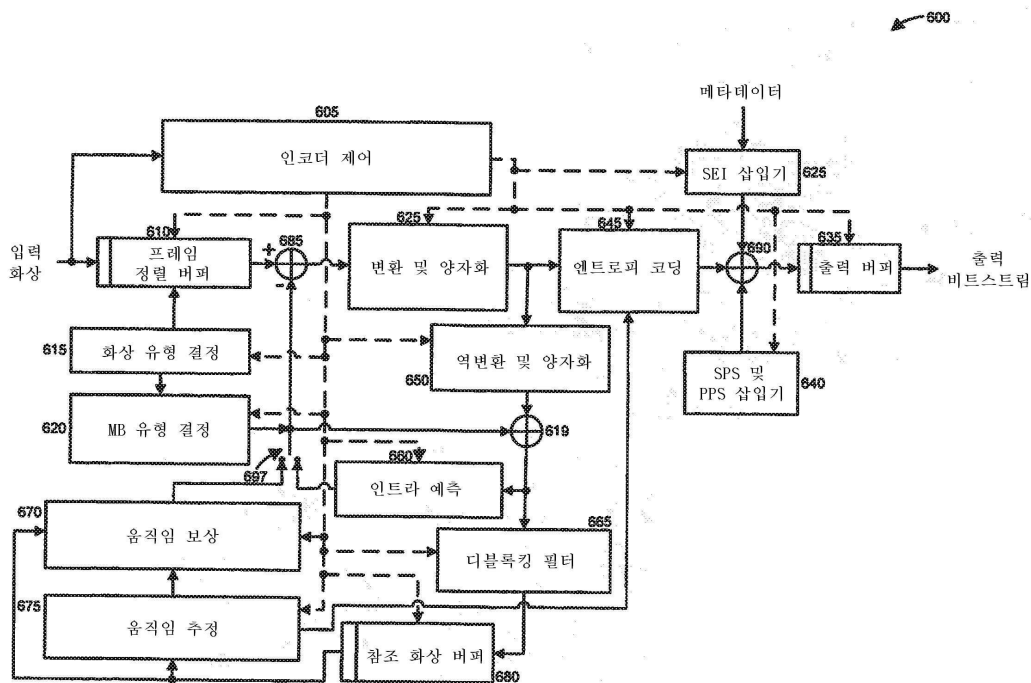 600
메타데이터
605
인코더 제어
SEI 삽입기
625
입력
화상
610
프레임
정렬 버퍼
+
685
-
625
변환 및 양자화
645
엔트로피 코딩
690
635
출력 버퍼
출력
비트스트림
615
화상 유형 결정
역변환 및 양자화
650
SPS 및
PPS 삽입기
640
620
MB 유형 결정
619
697
660
인트라 예측
670
움직임 보상
665
디블록킹 필터
675
움직임 추정
참조 화상 버퍼
680